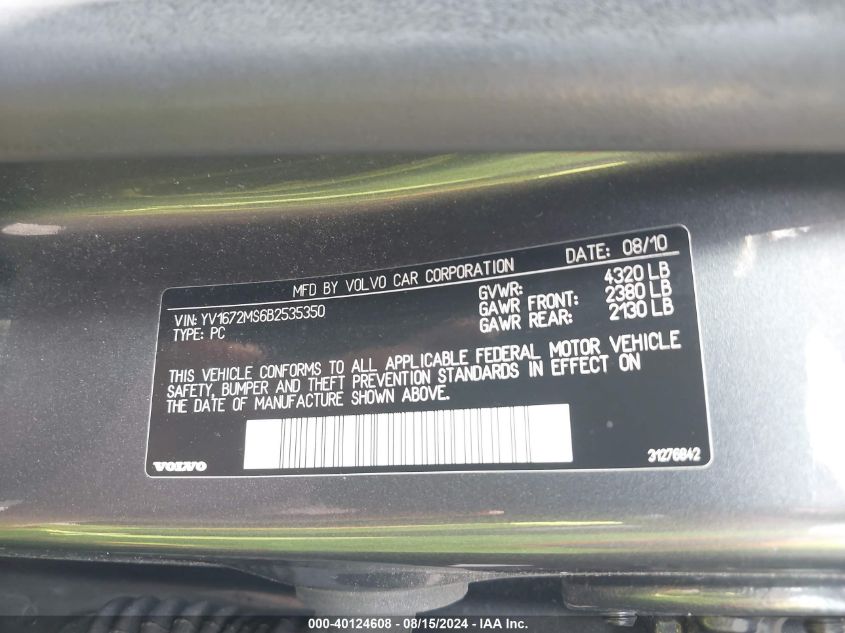 MFD BY VOLVO CAR CORPORATION DATE: 08/10
VIN: YV1672MS6B2535350 GVWR: 4320 LB
TYPE: PC GAWR FRONT: 2380 LB
GAWR REAR: 2130 LB
THIS VEHICLE CONFORMS TO ALL APPLICABLE FEDERAL MOTOR VEHICLE
SAFETY, BUMPER AND THEFT PREVENTION STANDARDS IN EFFECT ON
THE DATE OF MANUFACTURE SHOWN ABOVE.
VOLVO 31276842
000-40124608 - 08/15/2024 - IAA Inc.